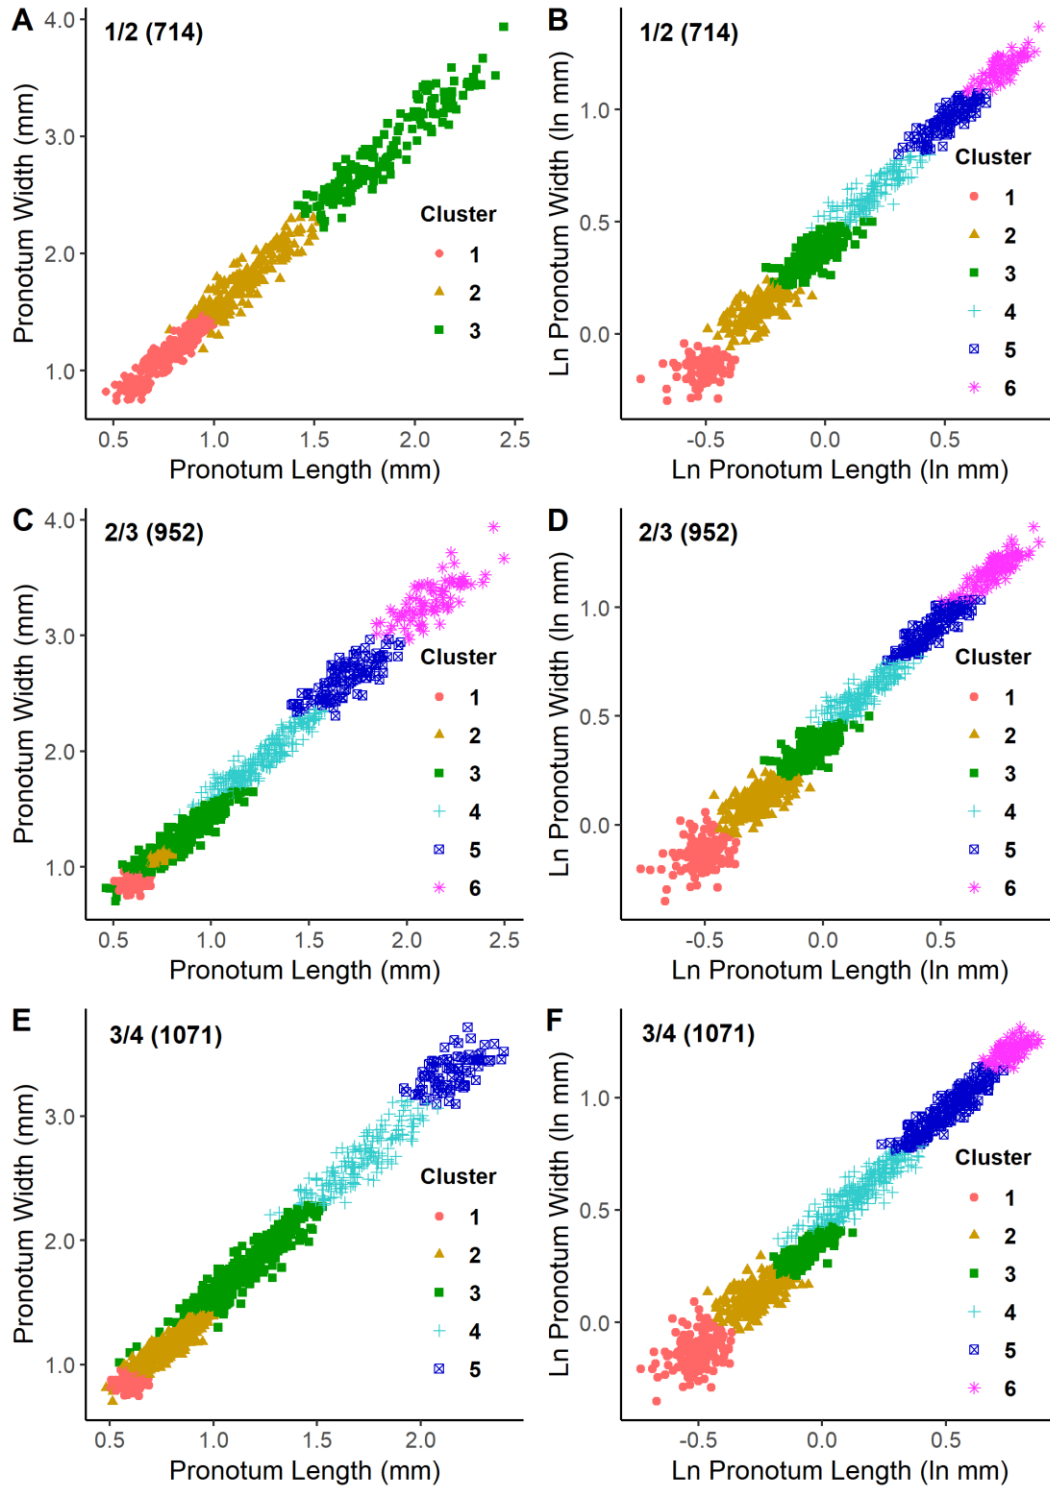 A
1/2 (714)
4.0
3.0
2.0
1.0
Pronotum Width (mm)
Cluster
1
2
3
0.5 1.0 1.5 2.0 2.5
Pronotum Length (mm)
B
1/2 (714)
1.0
0.5
0.0
Ln Pronotum Width (ln mm)
Cluster
1
2
3
4
5
6
-0.5 0.0 0.5
Ln Pronotum Length (ln mm)
C
2/3 (952)
4.0
3.0
2.0
1.0
Pronotum Width (mm)
Cluster
1
2
3
4
5
6
0.5 1.0 1.5 2.0 2.5
Pronotum Length (mm)
D
2/3 (952)
1.0
0.5
0.0
Ln Pronotum Width (ln mm)
Cluster
1
2
3
4
5
6
-0.5 0.0 0.5
Ln Pronotum Length (ln mm)
E
3/4 (1071)
3.0
2.0
1.0
Pronotum Width (mm)
Cluster
1
2
3
4
5
0.5 1.0 1.5 2.0
Pronotum Length (mm)
F
3/4 (1071)
1.0
0.5
0.0
Ln Pronotum Width (ln mm)
Cluster
1
2
3
4
5
6
-0.5 0.0 0.5
Ln Pronotum Length (ln mm)